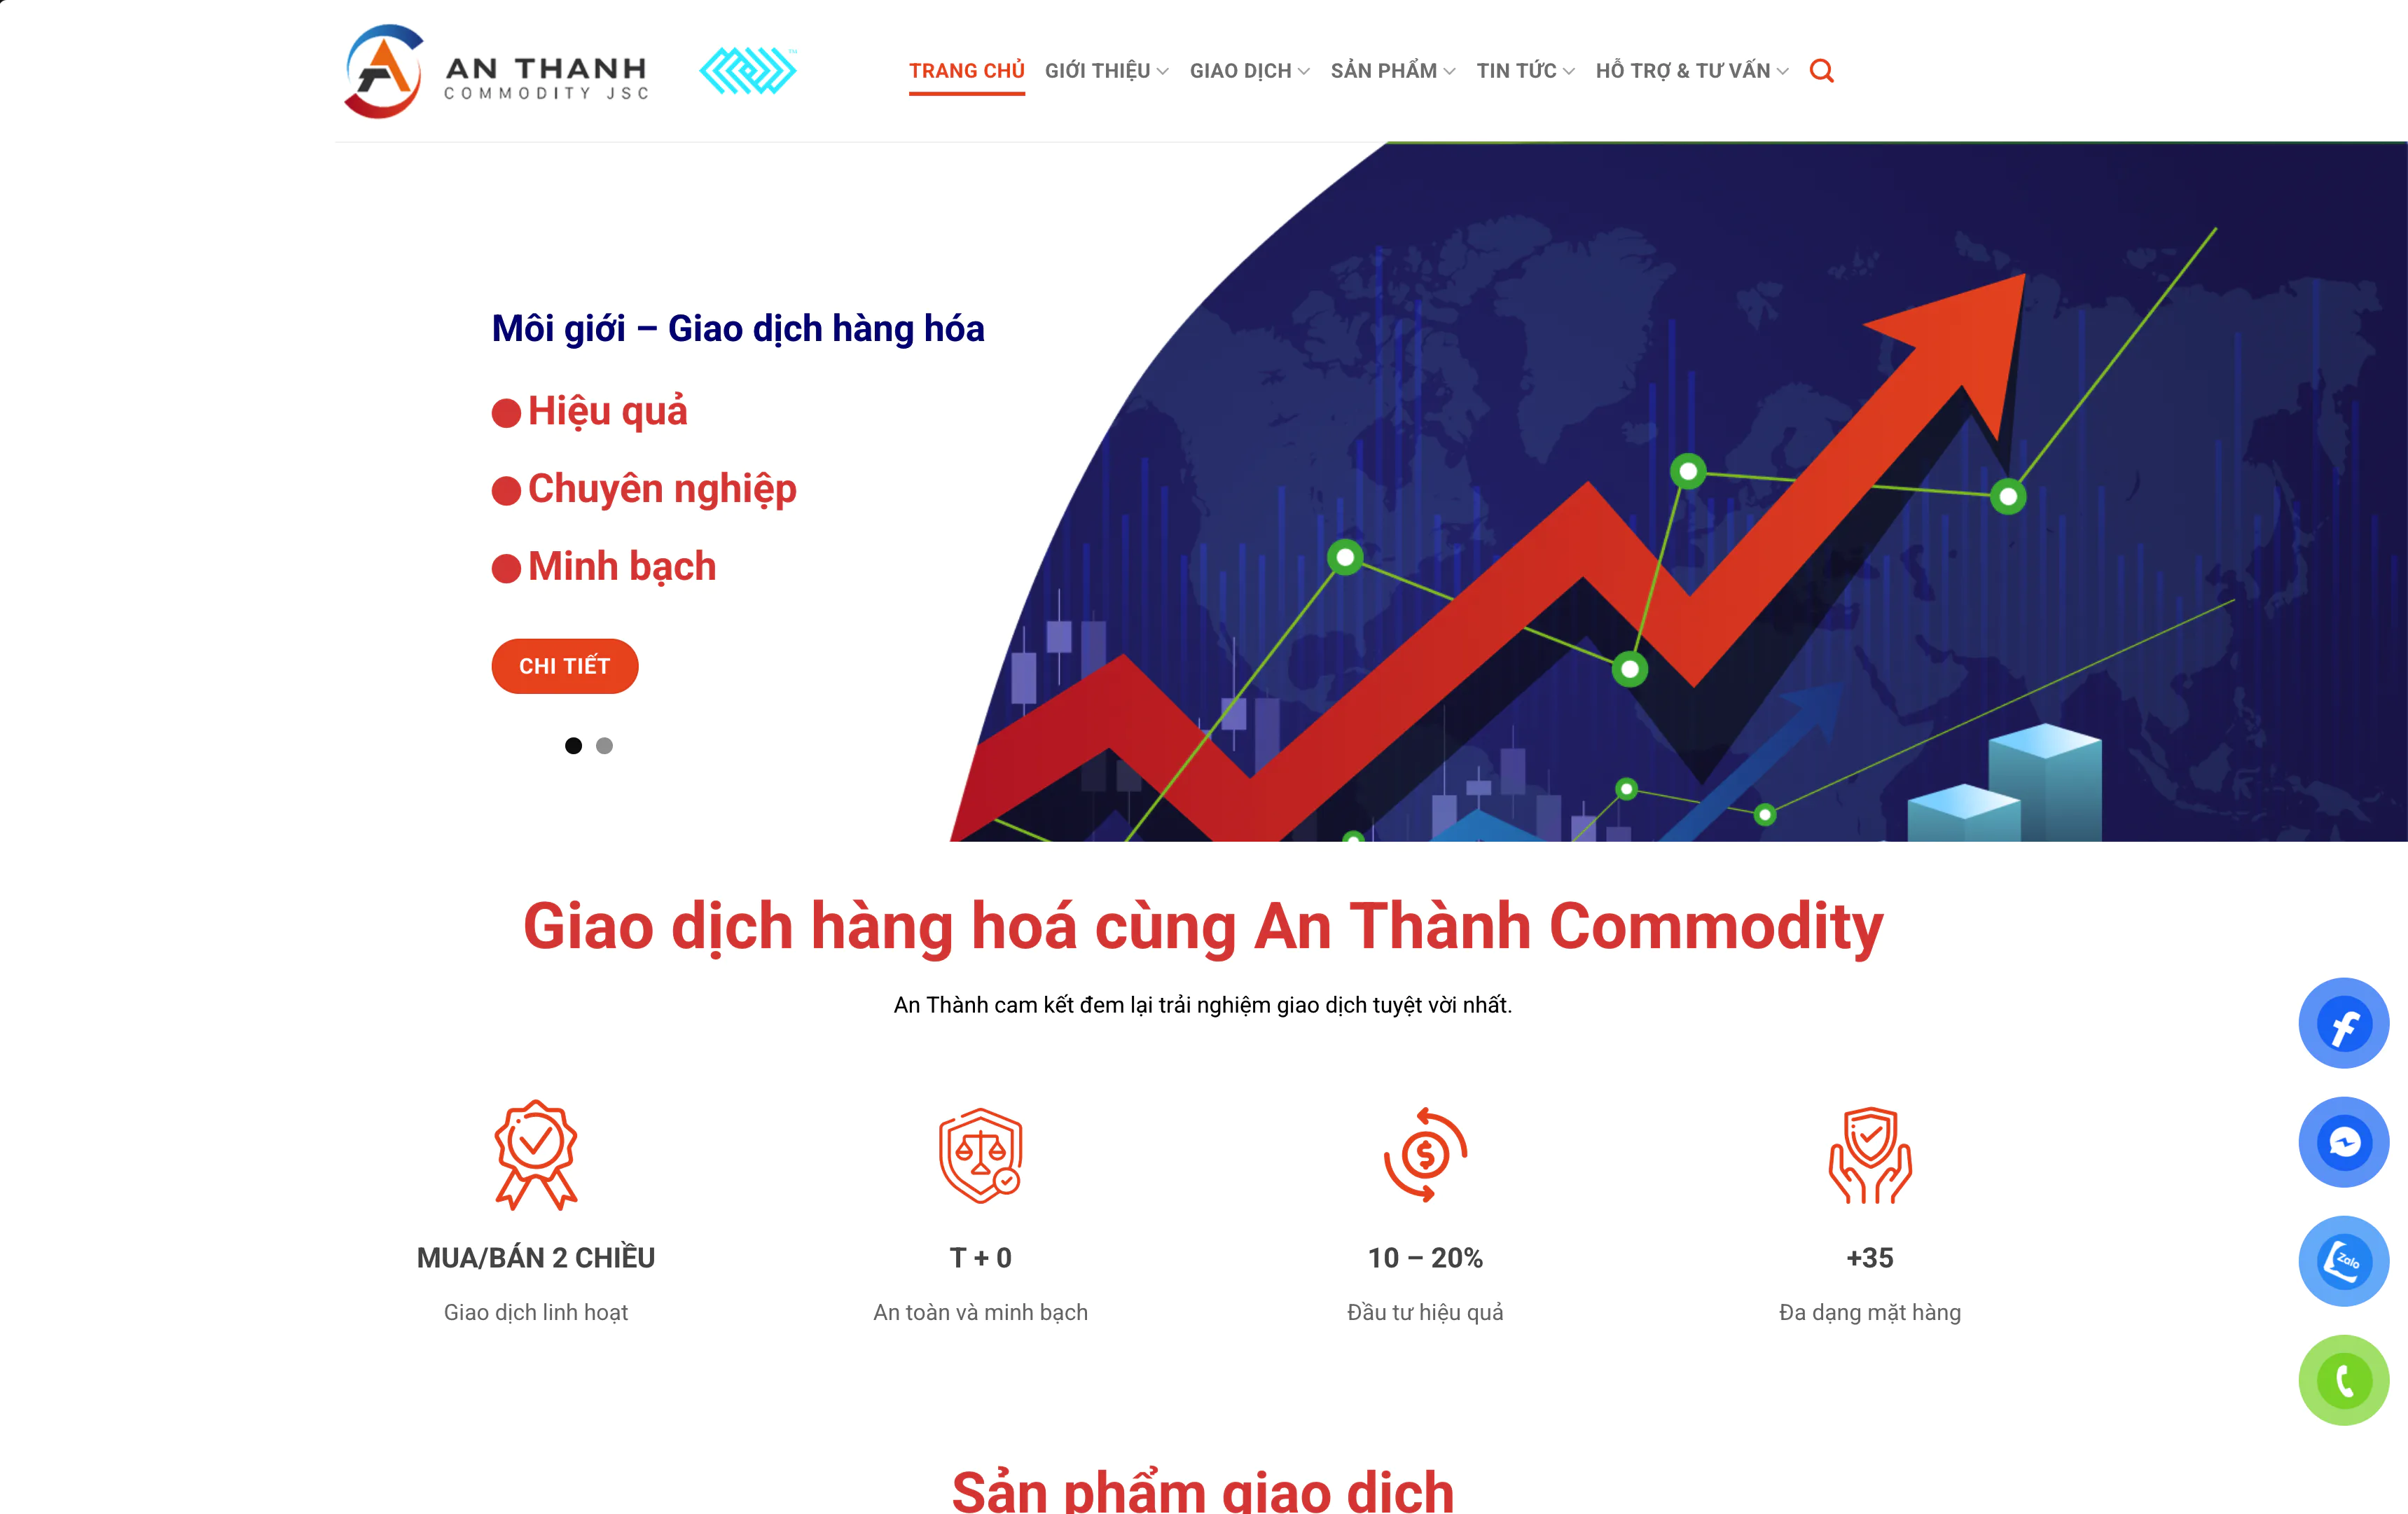 AN THANH
COMMODITY JSC
TM
TRANG CHỦ
GIỚI THIỆU
GIAO DỊCH
SẢN PHẨM
TIN TỨC
HỖ TRỢ & TƯ VẤN
Môi giới – Giao dịch hàng hóa
Hiệu quả
Chuyên nghiệp
Minh bạch
CHI TIẾT
Giao dịch hàng hoá cùng An Thành Commodity
An Thành cam kết đem lại trải nghiệm giao dịch tuyệt vời nhất.
MUA/BÁN 2 CHIỀU
Giao dịch linh hoạt
T + 0
An toàn và minh bạch
10 – 20%
Đầu tư hiệu quả
+35
Đa dạng mặt hàng
Zalo
Sản phẩm giao dịch